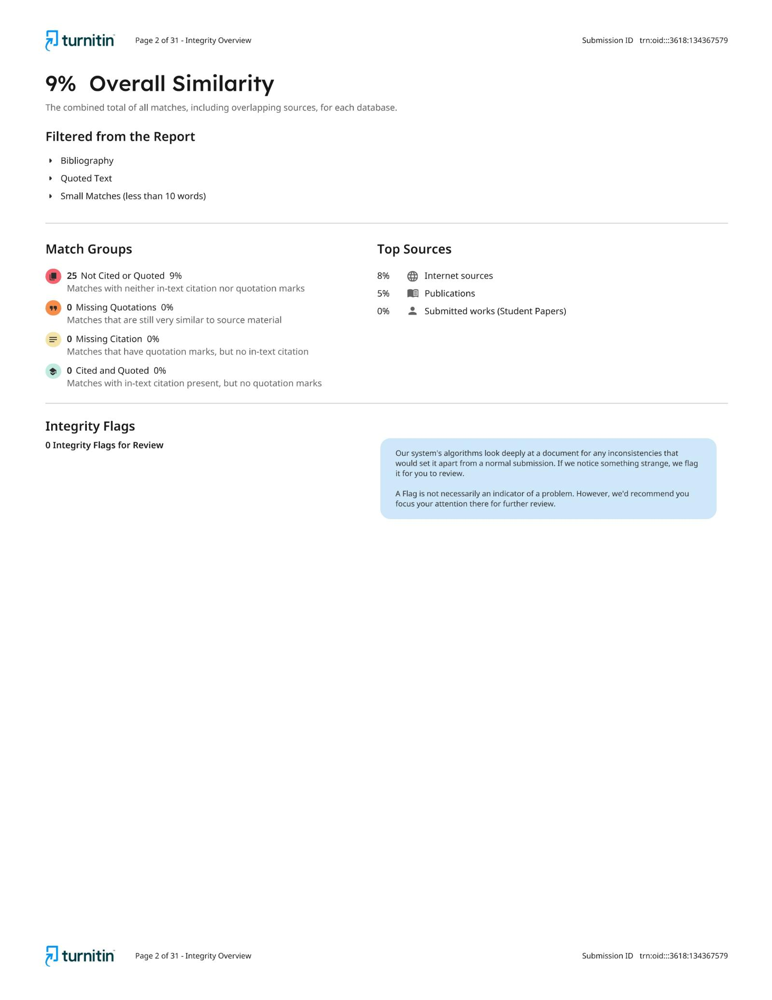 turnitin™ Page 2 of 31 - Integrity Overview Submission ID trn:oid:::3618:134367579
9% Overall Similarity
The combined total of all matches, including overlapping sources, for each database.
Filtered from the Report
Bibliography
Quoted Text
Small Matches (less than 10 words)
Match Groups
25 Not Cited or Quoted 9%
Matches with neither in-text citation nor quotation marks
0 Missing Quotations 0%
Matches that are still very similar to source material
0 Missing Citation 0%
Matches that have quotation marks, but no in-text citation
0 Cited and Quoted 0%
Matches with in-text citation present, but no quotation marks
Top Sources
8% Internet sources
5% Publications
0% Submitted works (Student Papers)
Integrity Flags
0 Integrity Flags for Review
Our system's algorithms look deeply at a document for any inconsistencies that
would set it apart from a normal submission. If we notice something strange, we flag
it for you to review.
A Flag is not necessarily an indicator of a problem. However, we'd recommend you
focus your attention there for further review.
turnitin™ Page 2 of 31 - Integrity Overview Submission ID trn:oid:::3618:134367579